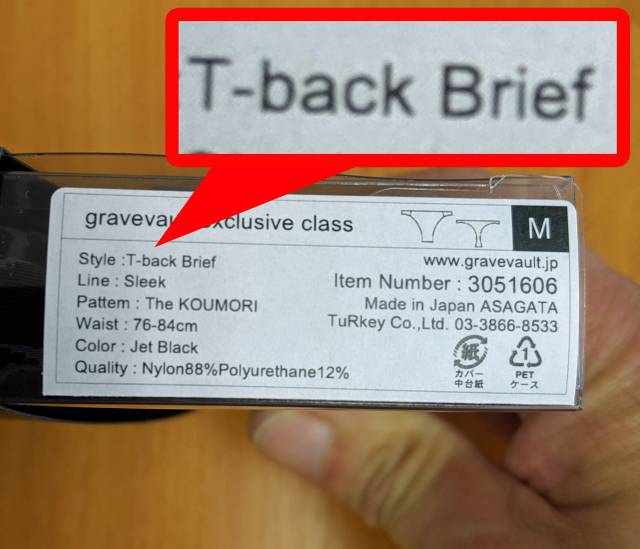 T-back Brief
gravevau exclusive class
M
Style :T-back Brief
Line : Sleek
Pattem : The KOUMORI
Waist : 76-84cm
Color : Jet Black
Quality : Nylon88%Polyurethane12%
www.gravevault.jp
Item Number : 3051606
Made in Japan ASAGATA
TuRkey Co.,Ltd. 03-3866-8533
紙
カバー
中台紙
1
PET
ケース